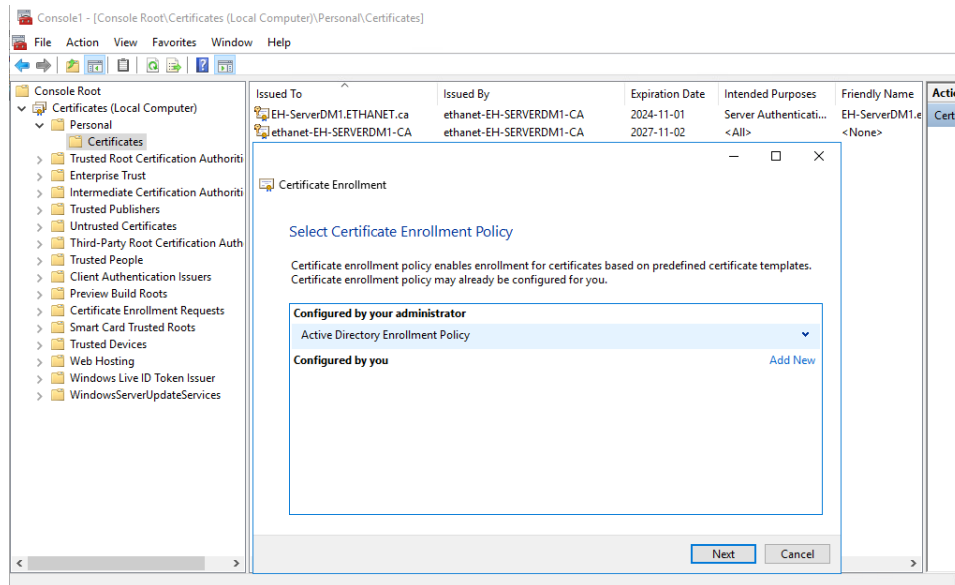 Console1 - [Console Root\Certificates (Local Computer)\Personal\Certificates]
File Action View Favorites Window Help
Console Root
Certificates (Local Computer)
Personal
Certificates
Trusted Root Certification Authoriti
Enterprise Trust
Intermediate Certification Authoriti
Trusted Publishers
Untrusted Certificates
Third-Party Root Certification Auth
Trusted People
Client Authentication Issuers
Preview Build Roots
Certificate Enrollment Requests
Smart Card Trusted Roots
Trusted Devices
Web Hosting
Windows Live ID Token Issuer
WindowsServerUpdateServices
Issued To Issued By Expiration Date Intended Purposes Friendly Name
EH-ServerDM1.ETHANET.ca ethanet-EH-SERVERDM1-CA 2024-11-01 Server Authenticati... EH-ServerDM1.e
ethanet-EH-SERVERDM1-CA ethanet-EH-SERVERDM1-CA 2027-11-02 <All> <None>
Acti
Cert
Certificate Enrollment
Select Certificate Enrollment Policy
Certificate enrollment policy enables enrollment for certificates based on predefined certificate templates.
Certificate enrollment policy may already be configured for you.
Configured by your administrator
Active Directory Enrollment Policy
Configured by you Add New
Next Cancel